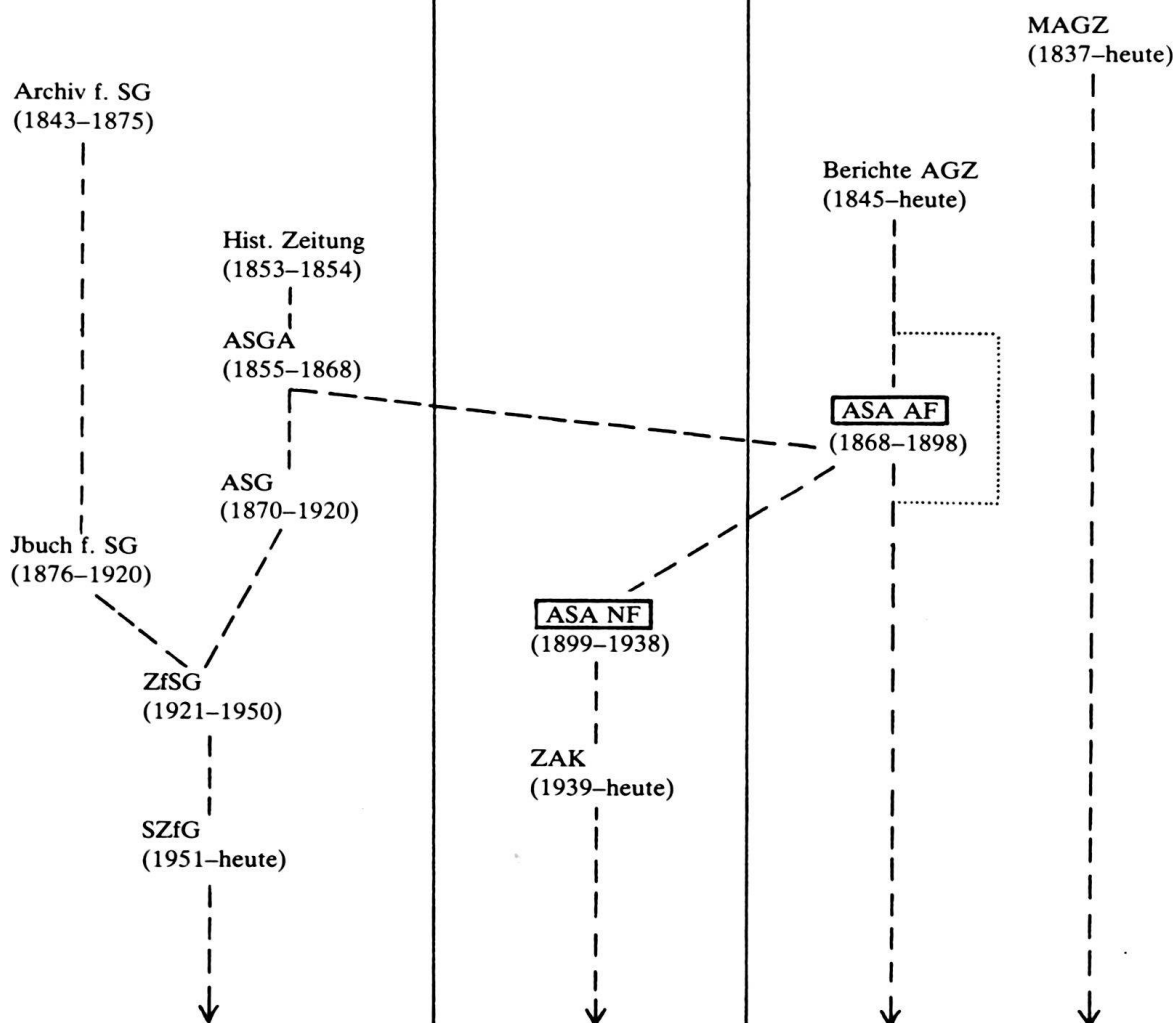 MAGZ
(1837–heute)
Archiv f. SG
(1843–1875)
Berichte AGZ
(1845–heute)
Hist. Zeitung
(1853–1854)
ASGA
(1855–1868)
ASA AF
(1868–1898)
ASG
(1870–1920)
Jbuch f. SG
(1876–1920)
ASA NF
(1899–1938)
ZfSG
(1921–1950)
ZAK
(1939–heute)
SZfG
(1951–heute)